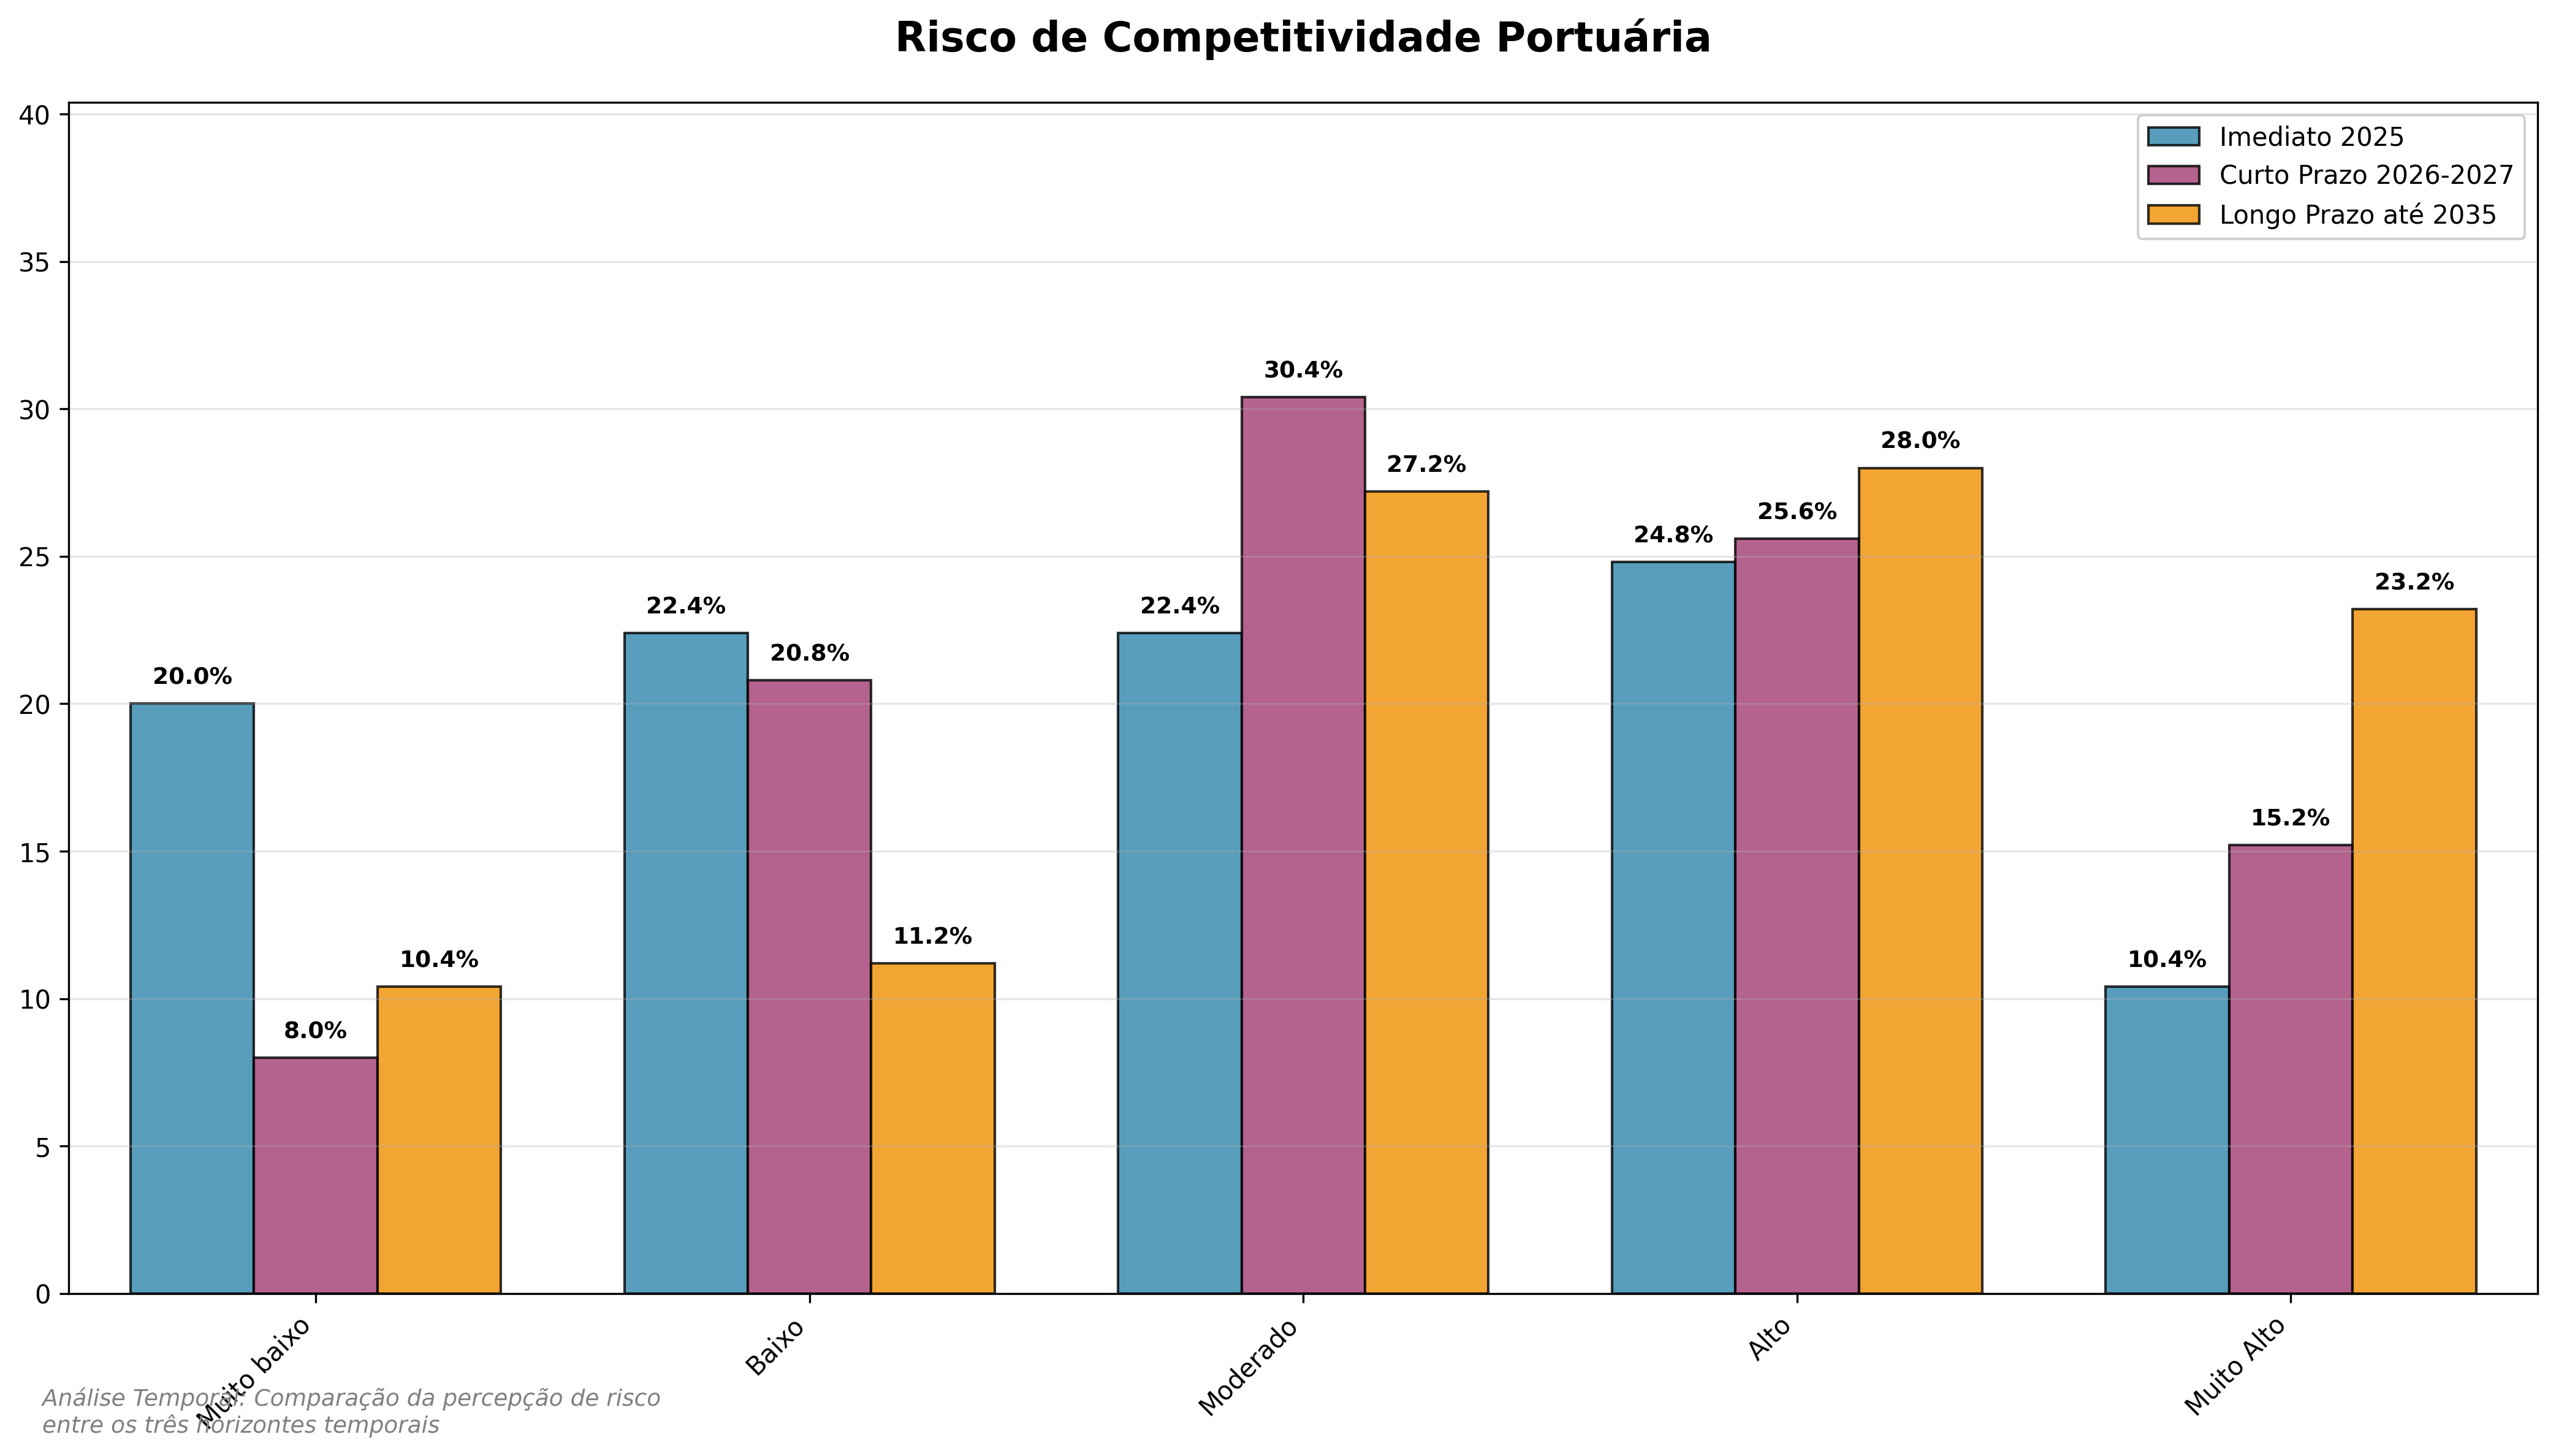 Risco de Competitividade Portuária
40
35
30
25
20
15
10
5
0
Imediato 2025
Curto Prazo 2026-2027
Longo Prazo até 2035
20.0%
8.0%
10.4%
22.4%
20.8%
11.2%
22.4%
30.4%
27.2%
24.8%
25.6%
28.0%
10.4%
15.2%
23.2%
Muito baixo
Baixo
Moderado
Alto
Muito Alto
Análise Temporal: Comparação da percepção de risco
entre os três horizontes temporais